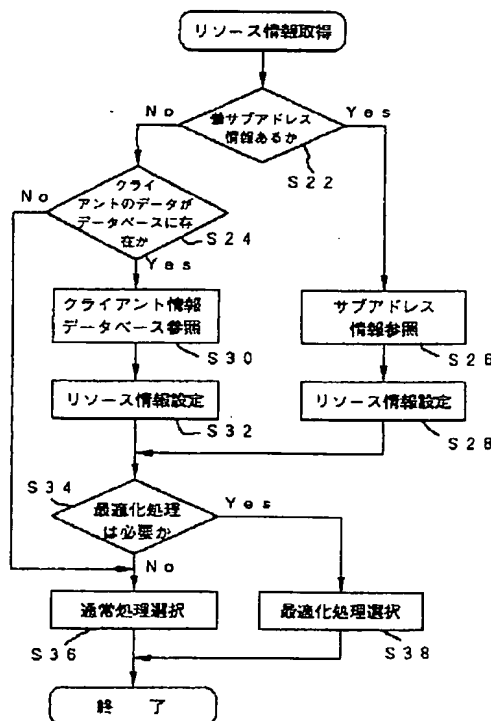 リソース情報取得
No
サブアドレス
Yes
情報あるか
S22
No
クライ
アントのデータが
データベースに存
在か
S24
Yes
クライアント情報
データベース参照
S30
サブアドレス
情報参照
S26
リソース情報設定
S32
リソース情報設定
S28
S34
最適化処理
は必要か
Yes
No
通常処理選択
S36
最適化処理選択
S38
終 了